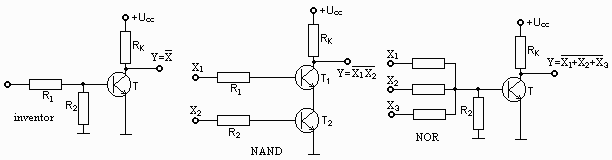 +Ucc
RK
Y=X̅
R1
T
R2
inventor
+Ucc
RK
X1
Y=X̅1̅X̅2̅
R1
T1
X2
R2
T2
NAND
+Ucc
RK
X1
Y=X̅1̅+̅X̅2̅+̅X̅3̅
X2
T
X3
R2
NOR